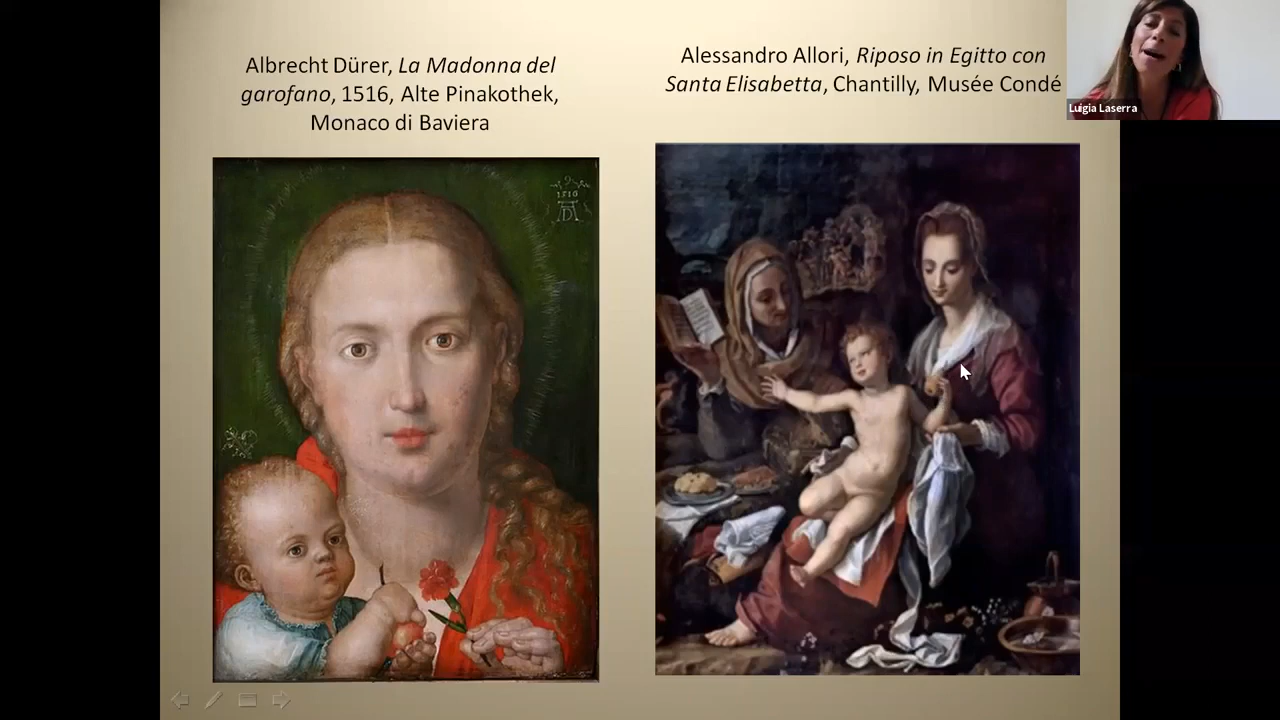 Albrecht Dürer, La Madonna del
garofano, 1516, Alte Pinakothek,
Monaco di Baviera
Alessandro Allori, Riposo in Egitto con
Santa Elisabetta, Chantilly, Musée Condé
Luigia Laserra
1516
AD